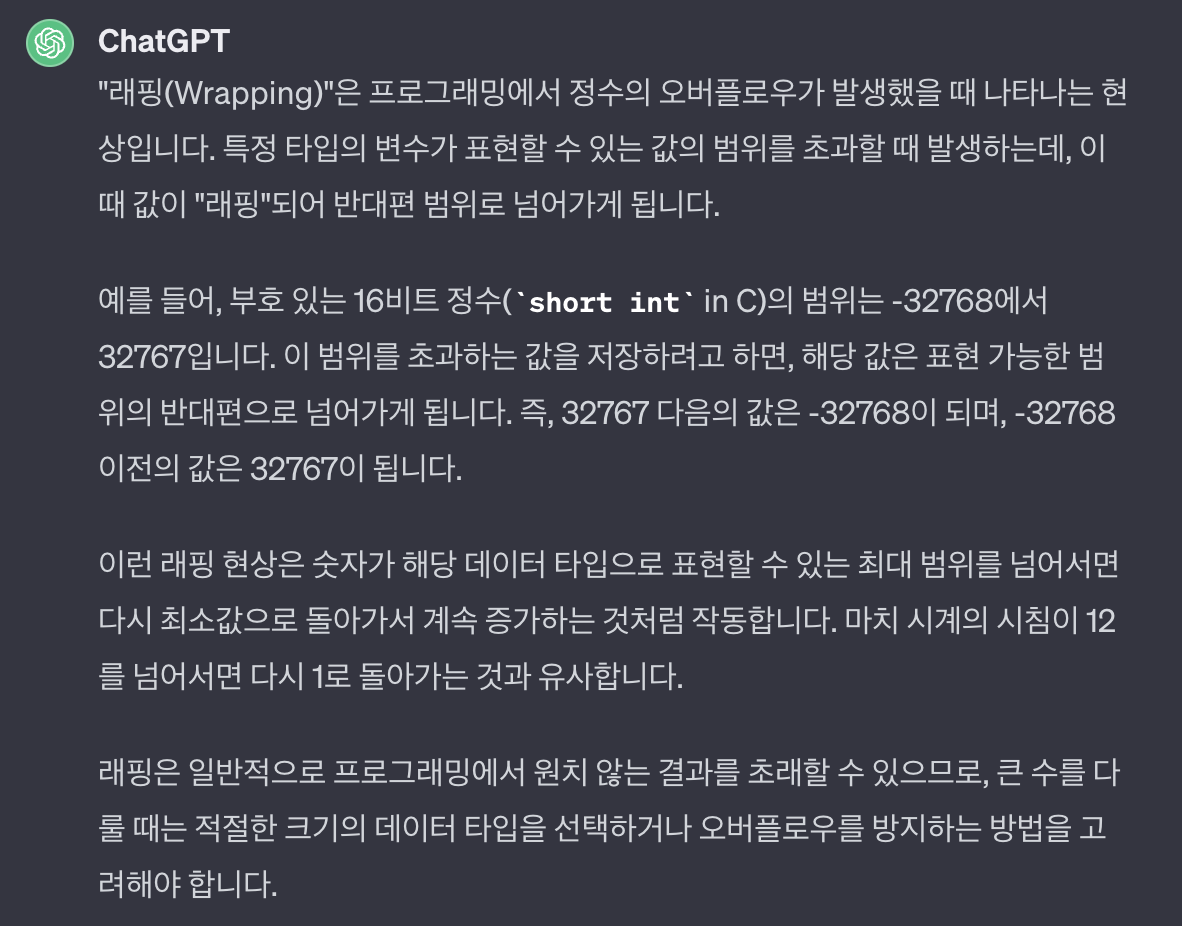 ChatGPT
"래핑(Wrapping)"은 프로그래밍에서 정수의 오버플로우가 발생했을 때 나타나는 현
상입니다. 특정 타입의 변수가 표현할 수 있는 값의 범위를 초과할 때 발생하는데, 이
때 값이 "래핑"되어 반대편 범위로 넘어가게 됩니다.
예를 들어, 부호 있는 16비트 정수(`short int` in C)의 범위는 -32768에서
32767입니다. 이 범위를 초과하는 값을 저장하려고 하면, 해당 값은 표현 가능한 범
위의 반대편으로 넘어가게 됩니다. 즉, 32767 다음의 값은 -32768이 되며, -32768
이전의 값은 32767이 됩니다.
이런 래핑 현상은 숫자가 해당 데이터 타입으로 표현할 수 있는 최대 범위를 넘어서면
다시 최소값으로 돌아가서 계속 증가하는 것처럼 작동합니다. 마치 시계의 시침이 12
를 넘어서면 다시 1로 돌아가는 것과 유사합니다.
래핑은 일반적으로 프로그래밍에서 원치 않는 결과를 초래할 수 있으므로, 큰 수를 다
룰 때는 적절한 크기의 데이터 타입을 선택하거나 오버플로우를 방지하는 방법을 고
려해야 합니다.